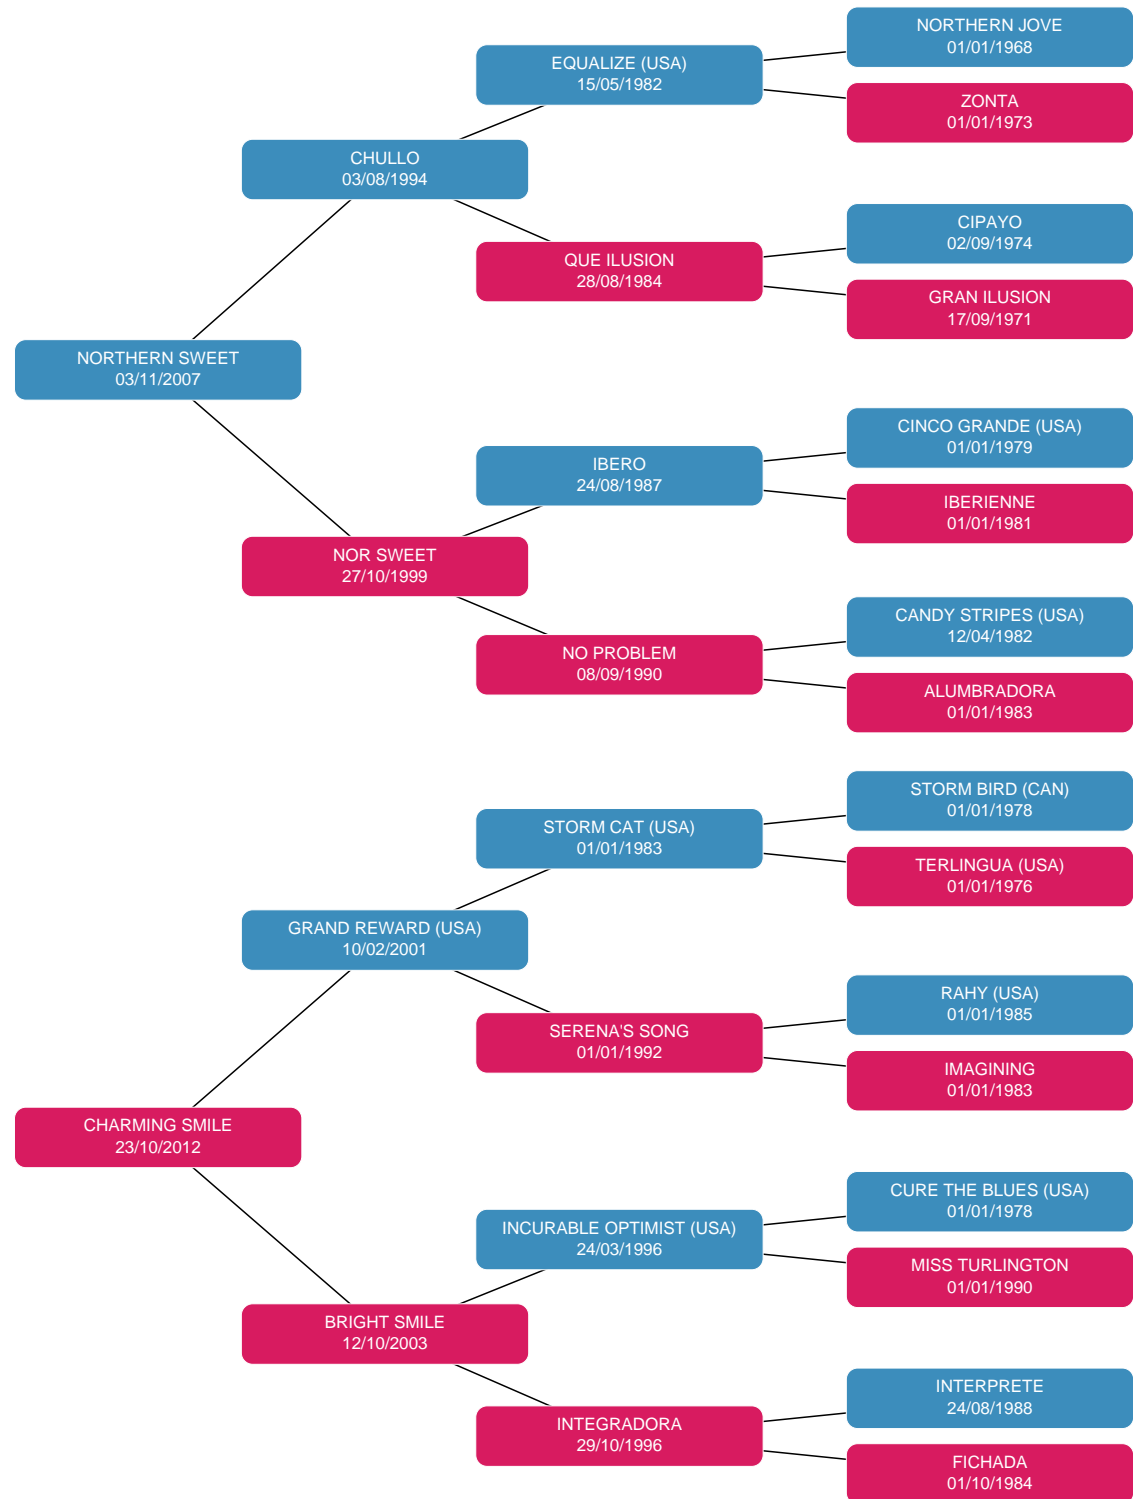 NORTHERN JOVE
01/01/1968
EQUALIZE (USA)
15/05/1982
ZONTA
01/01/1973
CHULLO
03/08/1994
CIPAYO
02/09/1974
QUE ILUSION
28/08/1984
GRAN ILUSION
17/09/1971
NORTHERN SWEET
03/11/2007
CINCO GRANDE (USA)
01/01/1979
IBERO
24/08/1987
IBERIENNE
01/01/1981
NOR SWEET
27/10/1999
CANDY STRIPES (USA)
12/04/1982
NO PROBLEM
08/09/1990
ALUMBRADORA
01/01/1983
STORM BIRD (CAN)
01/01/1978
STORM CAT (USA)
01/01/1983
TERLINGUA (USA)
01/01/1976
GRAND REWARD (USA)
10/02/2001
RAHY (USA)
01/01/1985
SERENA'S SONG
01/01/1992
IMAGINING
01/01/1983
CHARMING SMILE
23/10/2012
CURE THE BLUES (USA)
01/01/1978
INCURABLE OPTIMIST (USA)
24/03/1996
MISS TURLINGTON
01/01/1990
BRIGHT SMILE
12/10/2003
INTERPRETE
24/08/1988
INTEGRADORA
29/10/1996
FICHADA
01/10/1984